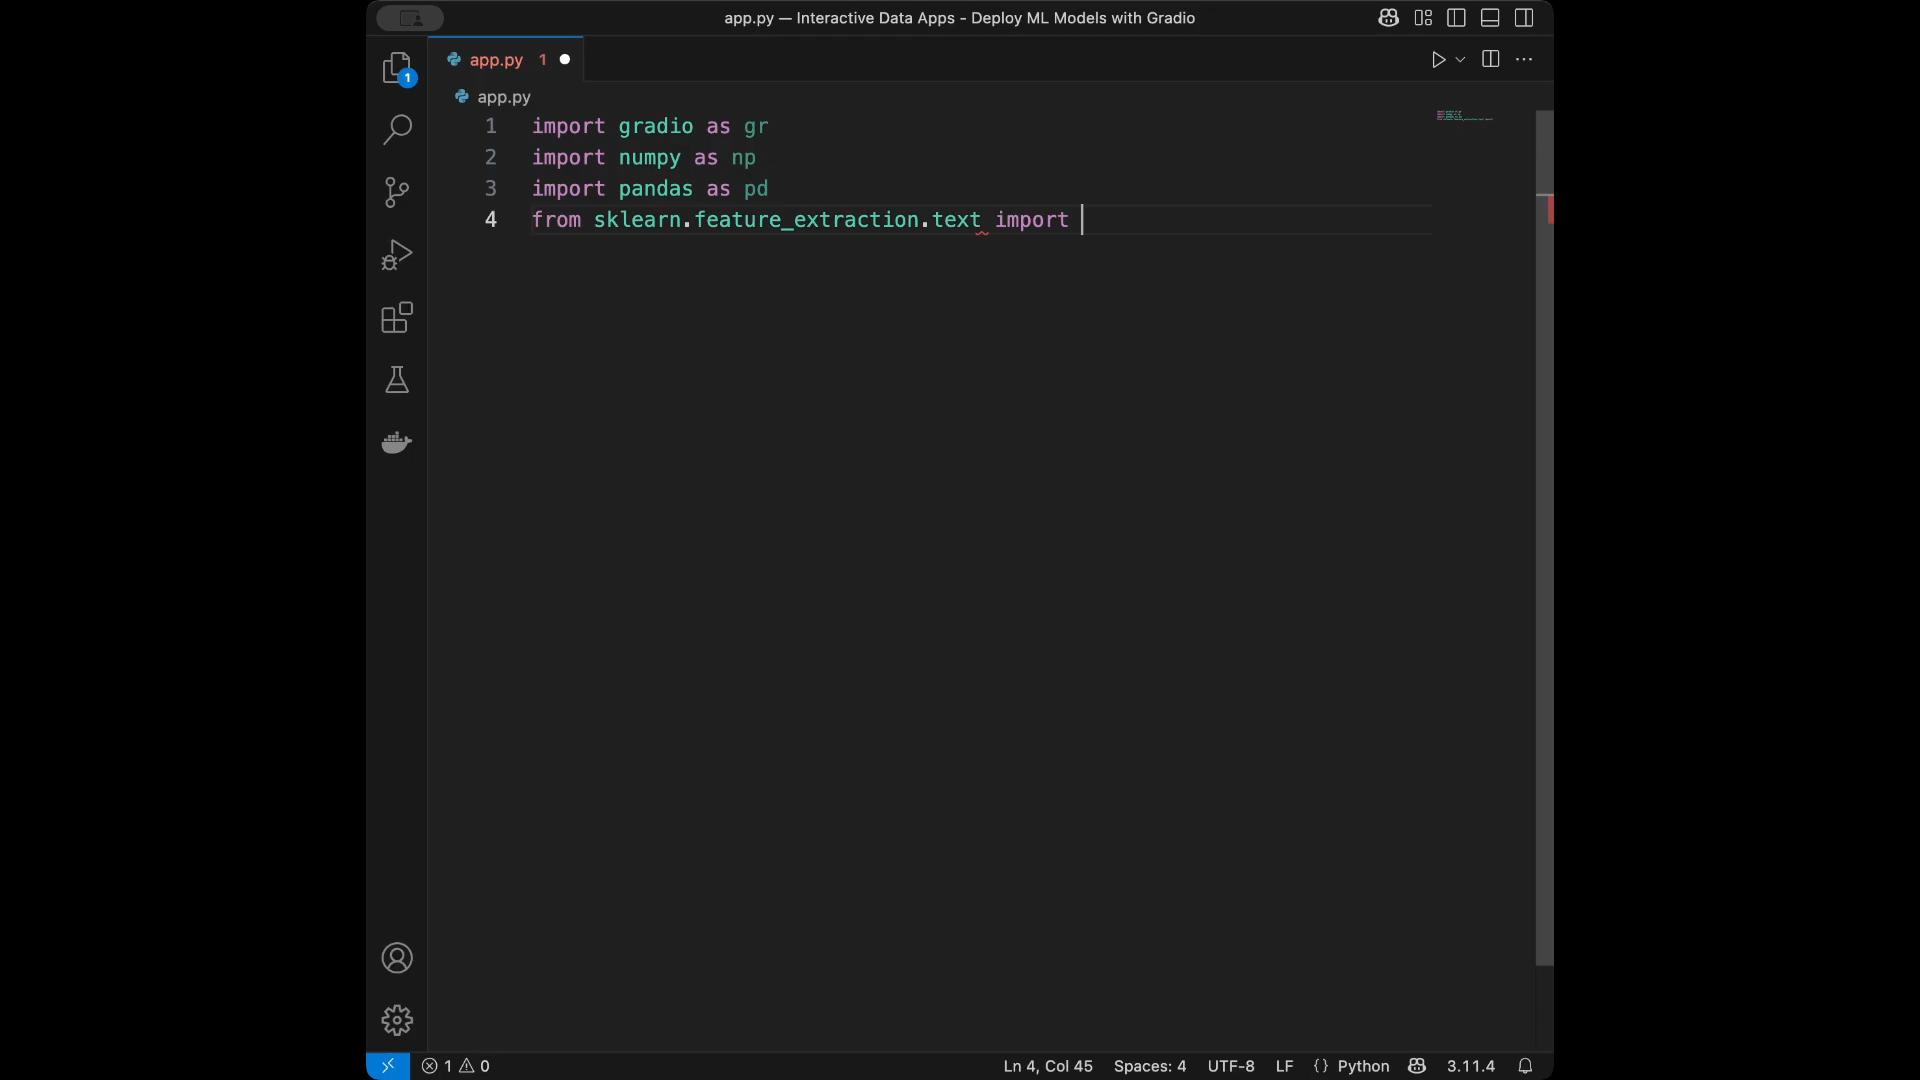 app.py — Interactive Data Apps - Deploy ML Models with Gradio
app.py 1
1
app.py
1 import gradio as gr
2 import numpy as np
3 import pandas as pd
4 from sklearn.feature_extraction.text import
1 0
Ln 4, Col 45 Spaces: 4 UTF-8 LF {} Python 3.11.4